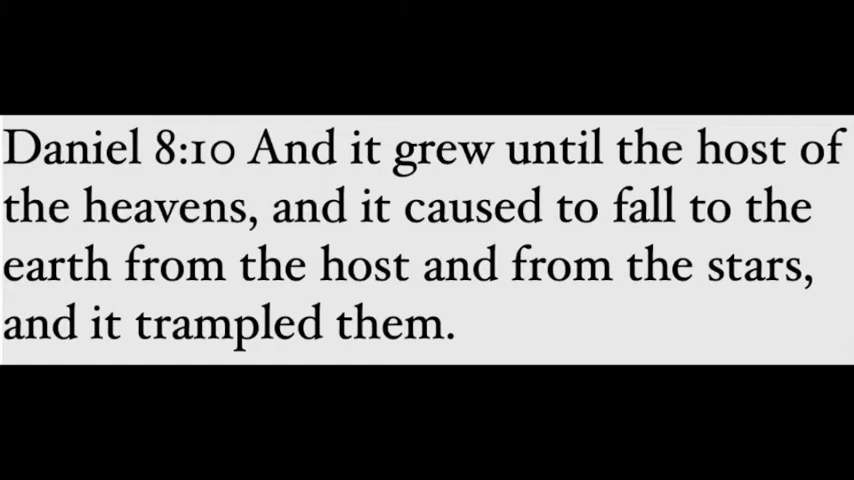 Daniel 8:10 And it grew until the host of
the heavens, and it caused to fall to the
earth from the host and from the stars,
and it trampled them.